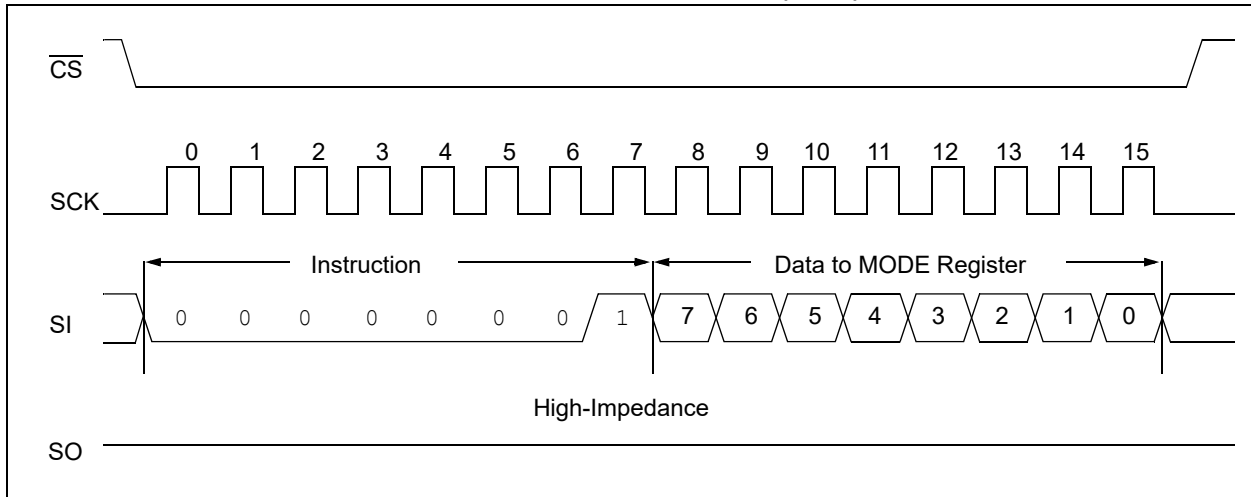 CS
0 1 2 3 4 5 6 7 8 9 10 11 12 13 14 15
SCK
Instruction Data to MODE Register
SI 0 0 0 0 0 0 0 1 7 6 5 4 3 2 1 0
High-Impedance
SO